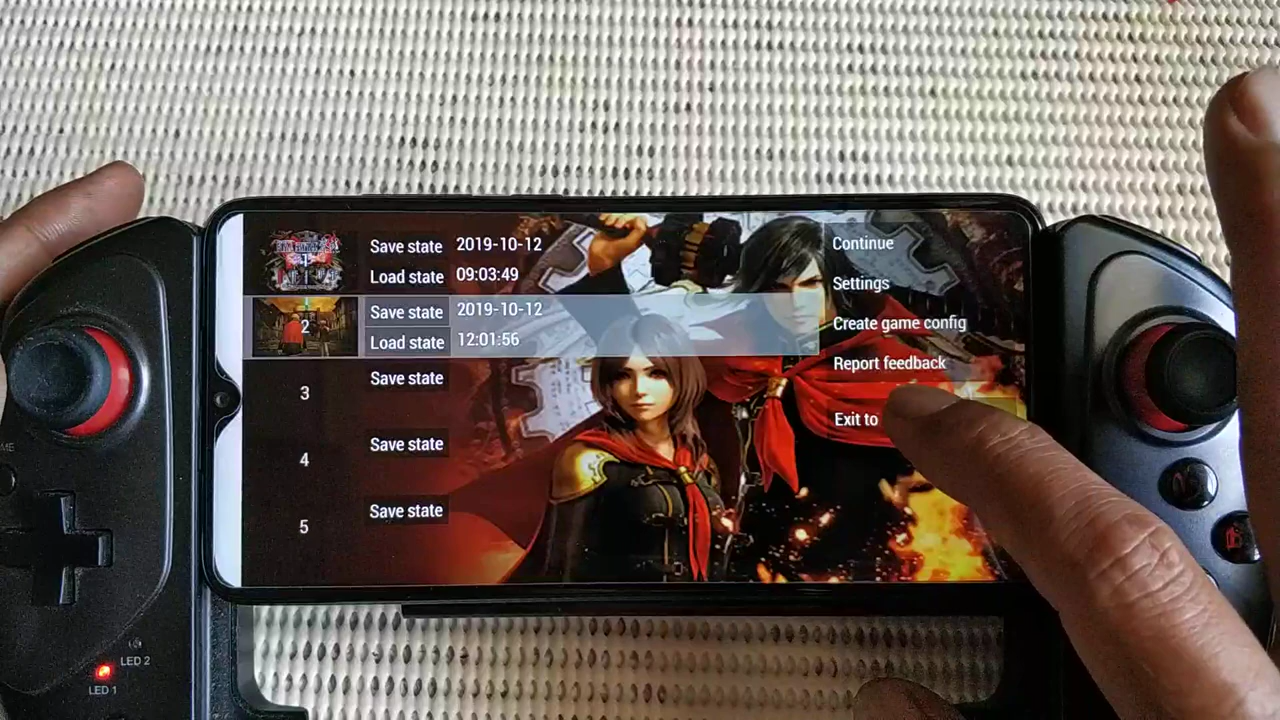 Save state 2019-10-12
1
Load state 09:03:49
Save state 2019-10-12
2
Load state 12:01:56
Save state
3
Save state
4
Save state
5
Continue
Settings
Create game config
Report feedback
Exit to
LED 2
LED 1